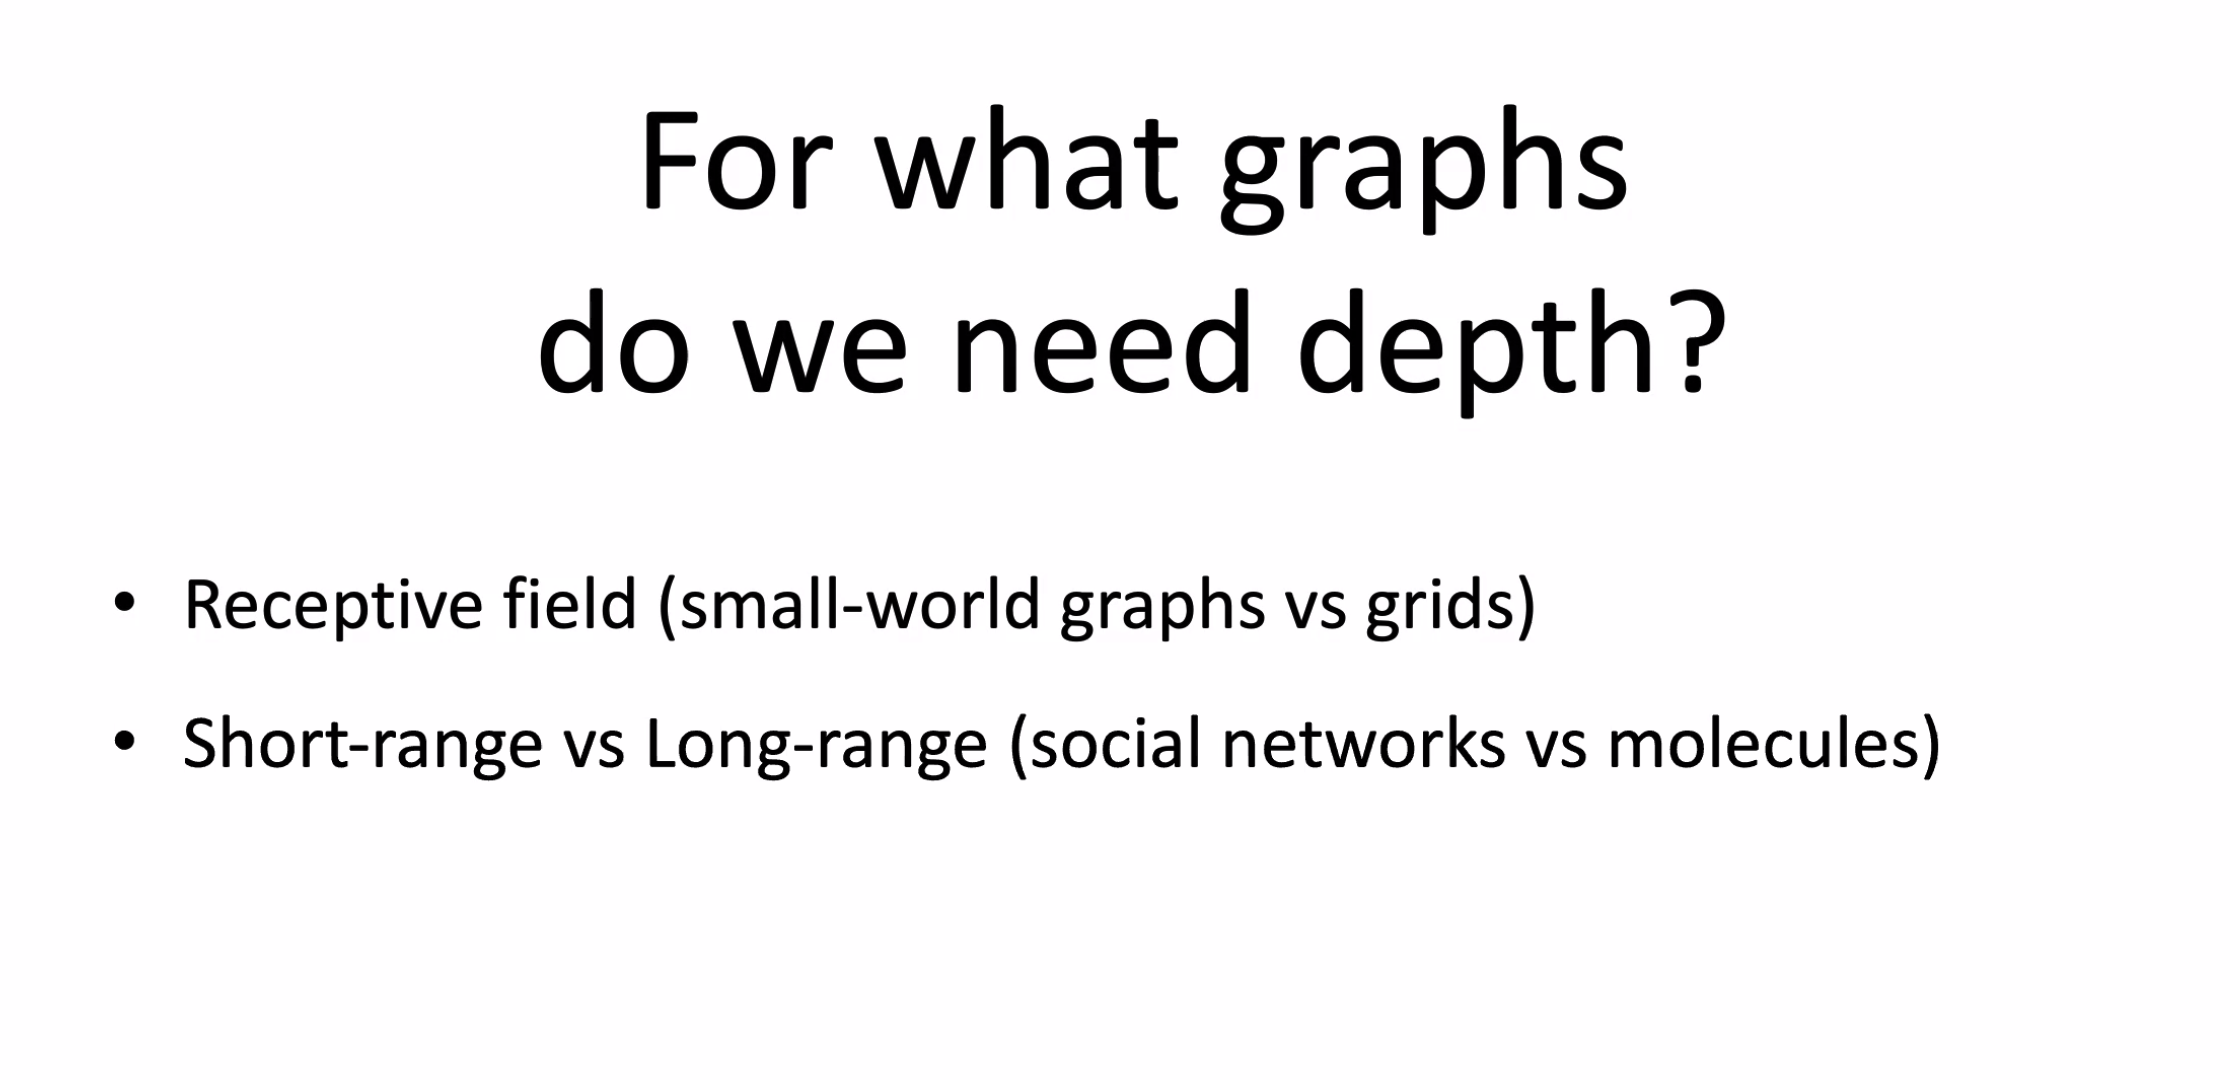 For what graphs
do we need depth?
• Receptive field (small-world graphs vs grids)
• Short-range vs Long-range (social networks vs molecules)